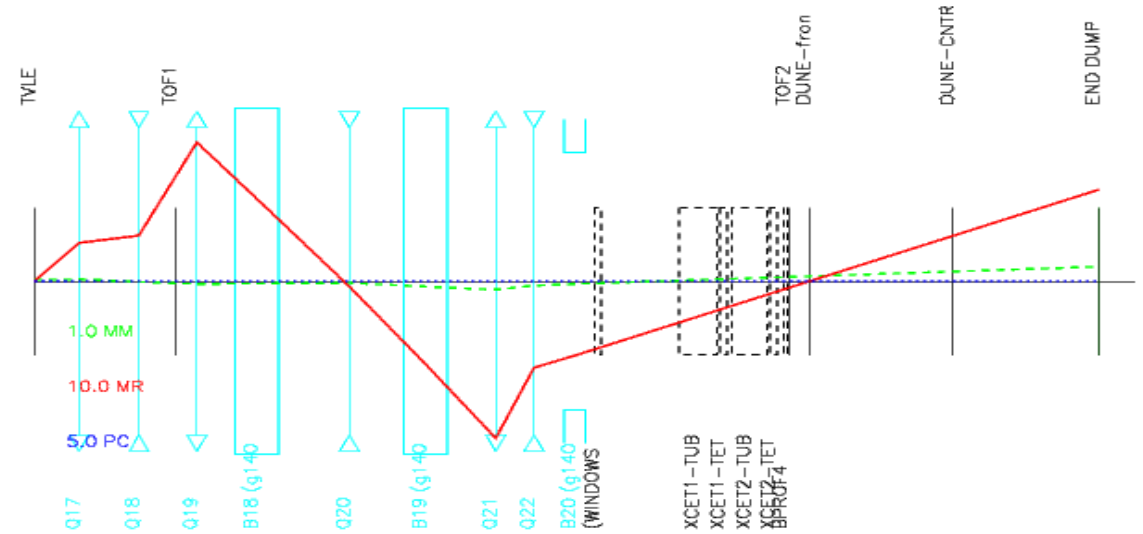 TVLE
TOF1
TOF2
DUNE-fron
DUNE-CNTR
END DUMP
1.0 MM
10.0 MR
5.0 PC
Q17
Q18
Q19
B18 (g140
Q20
B19 (g140
Q21
Q22
B20 (g140
(WINDOWS
XCET1-TUB
XCET1-TET
XCET2-TUB
XCET2-TET
BPROF4